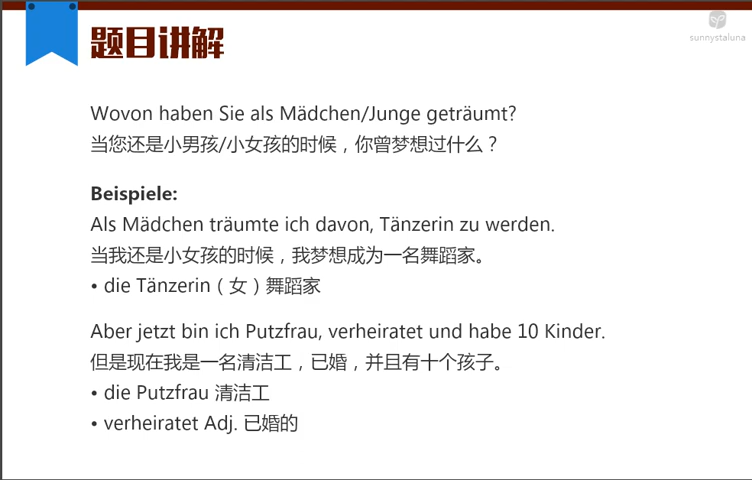 题目讲解
sunnystaluna
Wovon haben Sie als Mädchen/Junge geträumt?
当您还是小男孩/小女孩的时候，你曾梦想过什么？
Beispiele:
Als Mädchen träumte ich davon, Tänzerin zu werden.
当我还是小女孩的时候，我梦想成为一名舞蹈家。
• die Tänzerin（女）舞蹈家
Aber jetzt bin ich Putzfrau, verheiratet und habe 10 Kinder.
但是现在我是一名清洁工，已婚，并且有十个孩子。
• die Putzfrau 清洁工
• verheiratet Adj. 已婚的